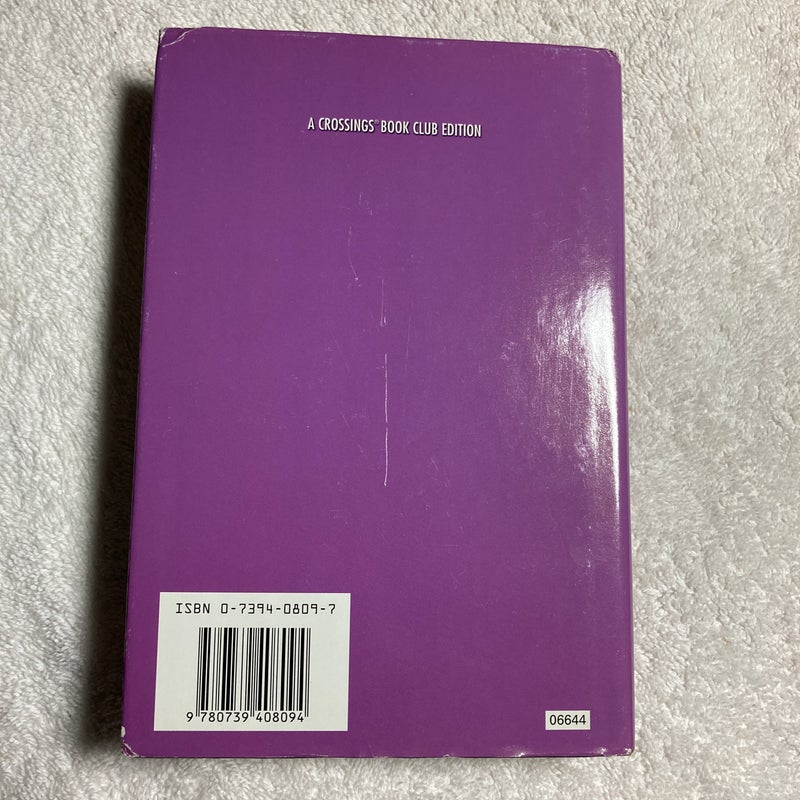 A CROSSINGS® BOOK CLUB EDITION
ISBN 0-7394-0809-7
9 780739 408094
06644